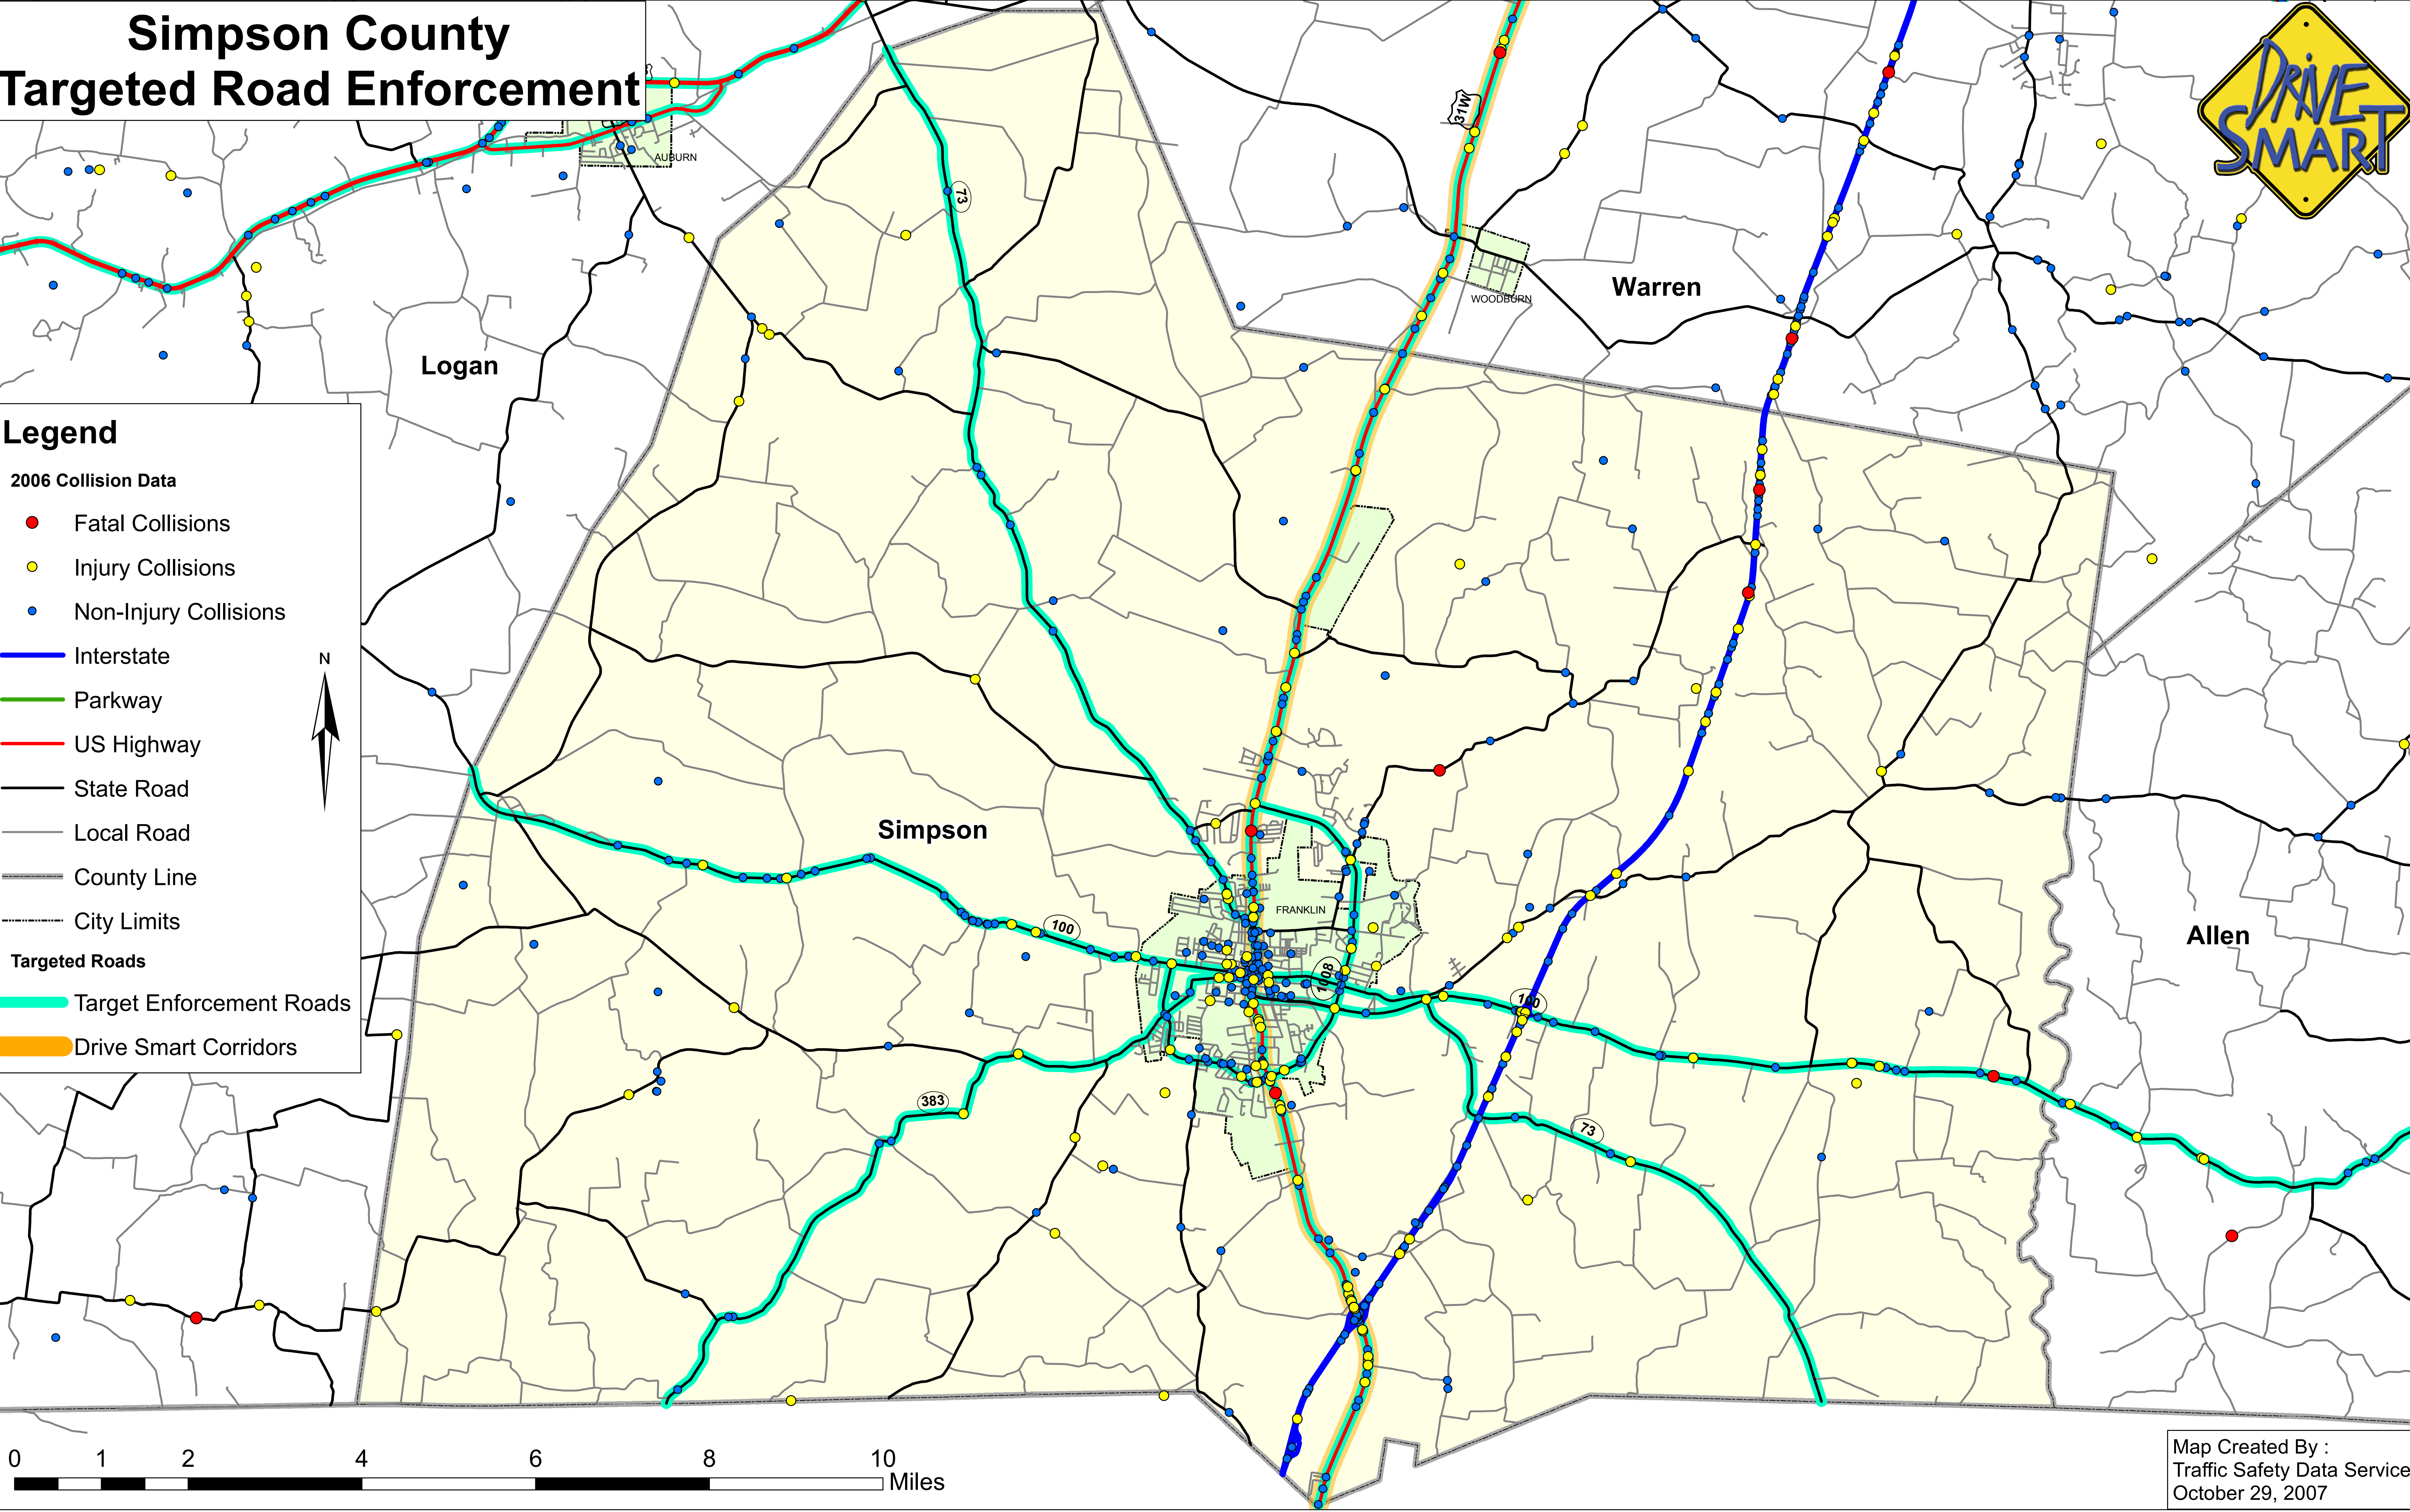 Simpson County
Targeted Road Enforcement
DRIVE
SMART
31W
73
AUBURN
WOODBURN
Warren
Logan
Legend
2006 Collision Data
Fatal Collisions
Injury Collisions
Non-Injury Collisions
Interstate
Parkway
US Highway
State Road
Local Road
County Line
City Limits
Targeted Roads
Target Enforcement Roads
Drive Smart Corridors
N
Simpson
FRANKLIN
100
1008
100
Allen
383
73
0 1 2 4 6 8 10
Miles
Map Created By :
Traffic Safety Data Service
October 29, 2007